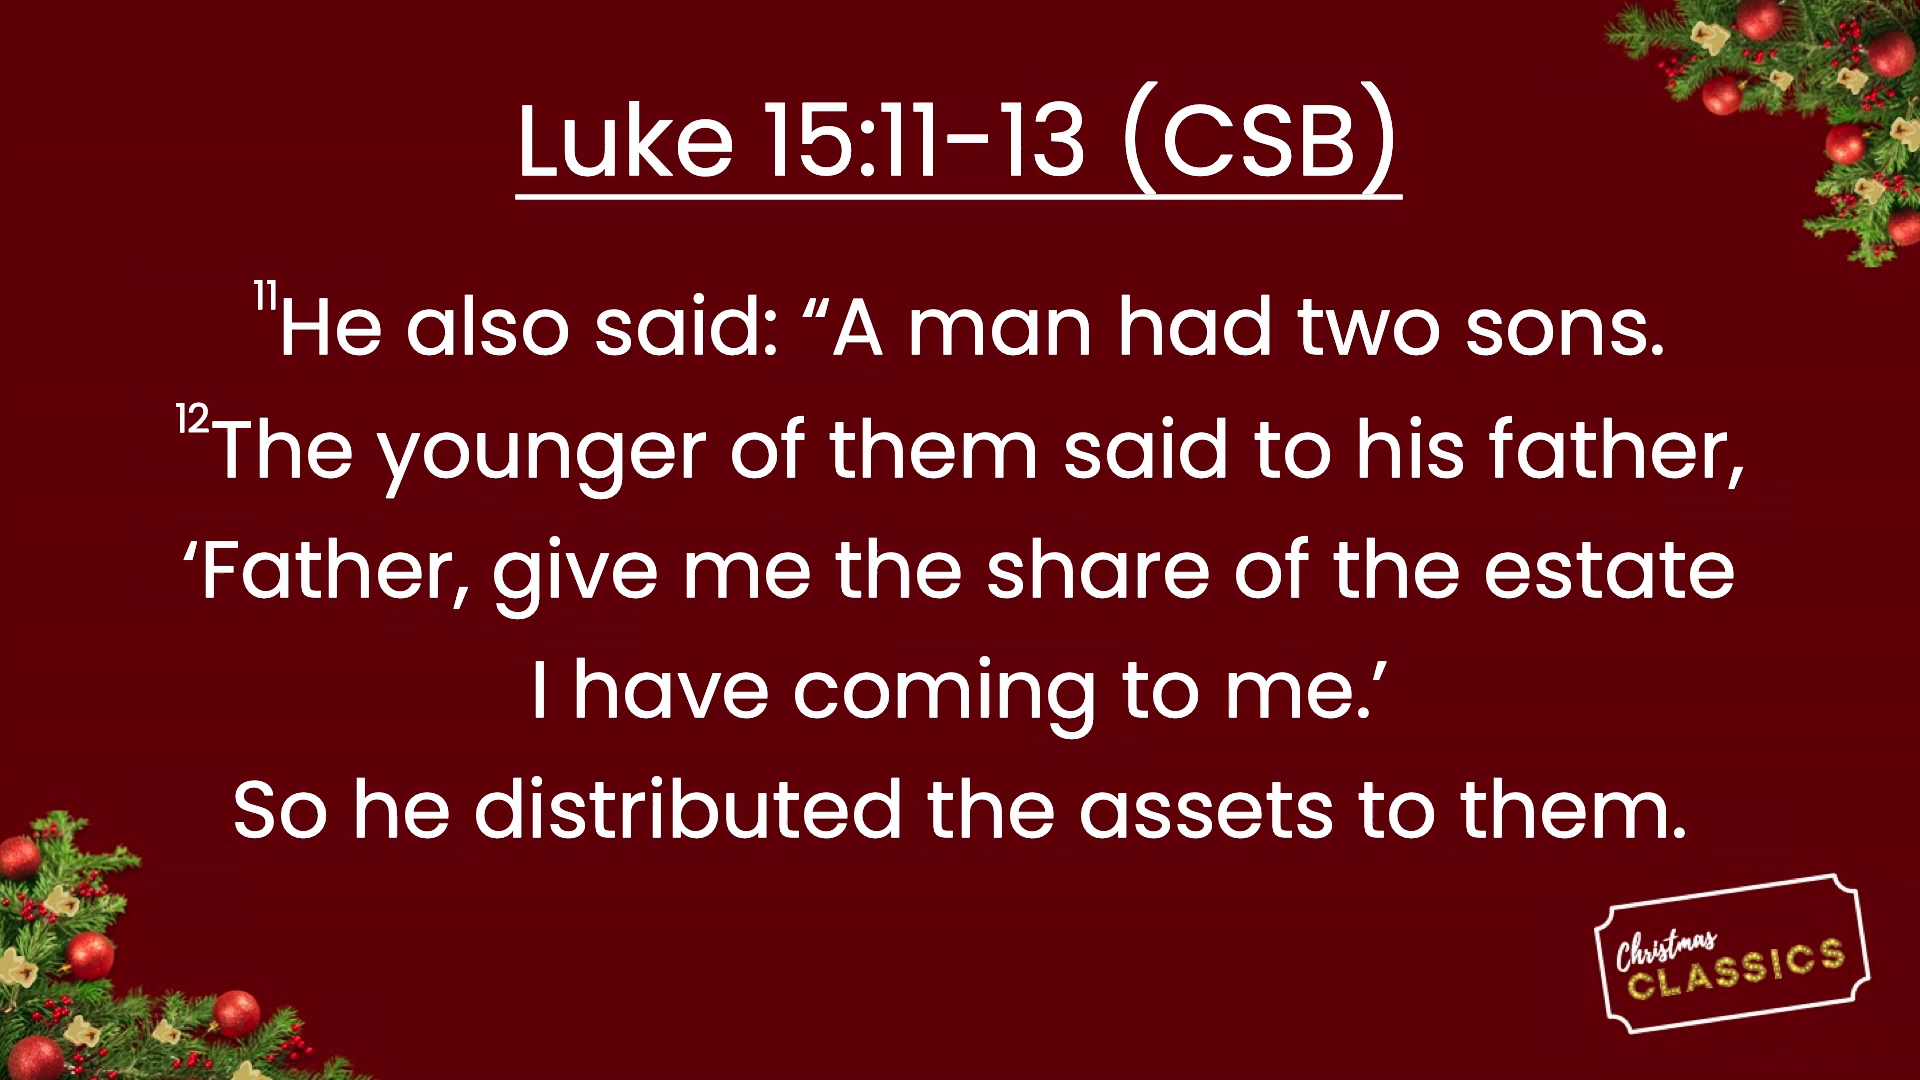 Luke 15:11-13 (CSB)
11He also said: “A man had two sons.
12The younger of them said to his father,
‘Father, give me the share of the estate
I have coming to me.’
So he distributed the assets to them.
Christmas
CLASSICS